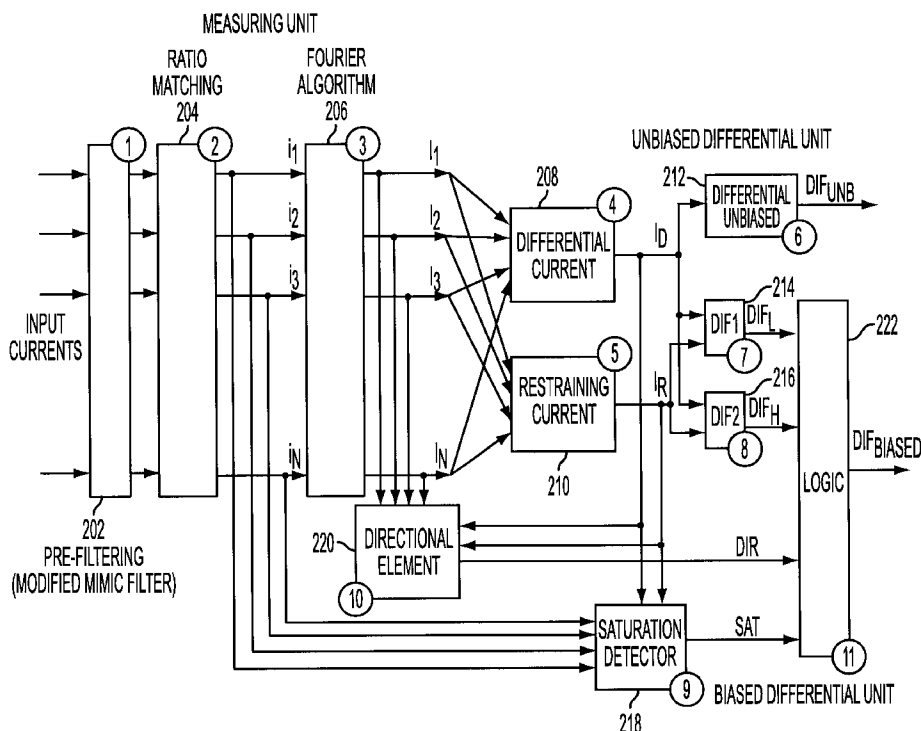 MEASURING UNIT
RATIO
MATCHING
204
FOURIER
ALGORITHM
206
1
2
3
INPUT
CURRENTS
i1
i2
i3
iN
I1
I2
I3
IN
202
PRE-FILTERING
(MODIFIED MIMIC FILTER)
208
4
DIFFERENTIAL
CURRENT
5
RESTRAINING
CURRENT
210
ID
IR
UNBIASED DIFFERENTIAL UNIT
212
DIFFERENTIAL
UNBIASED
6
DIFUNB
214
DIF1
DIFL
7
216
DIF2
DIFH
8
222
LOGIC
11
DIFBIASED
220
DIRECTIONAL
ELEMENT
10
DIR
SATURATION
DETECTOR
9
218
SAT
BIASED DIFFERENTIAL UNIT